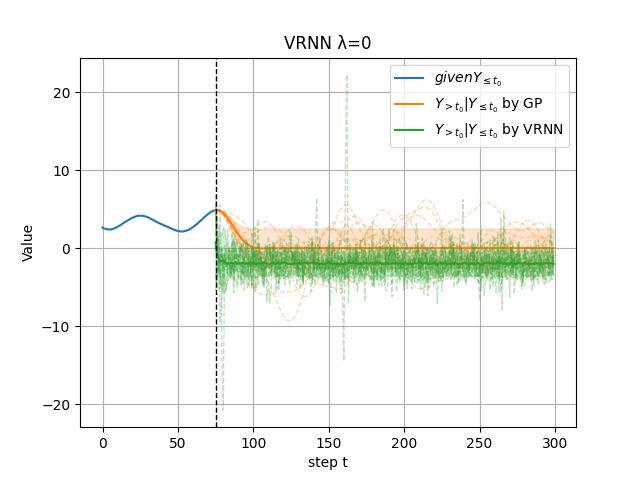 VRNN λ=0
givenY≤t₀
Y>t₀|Y≤t₀ by GP
Y>t₀|Y≤t₀ by VRNN
Value
20
10
0
−10
−20
0 50 100 150 200 250 300
step t